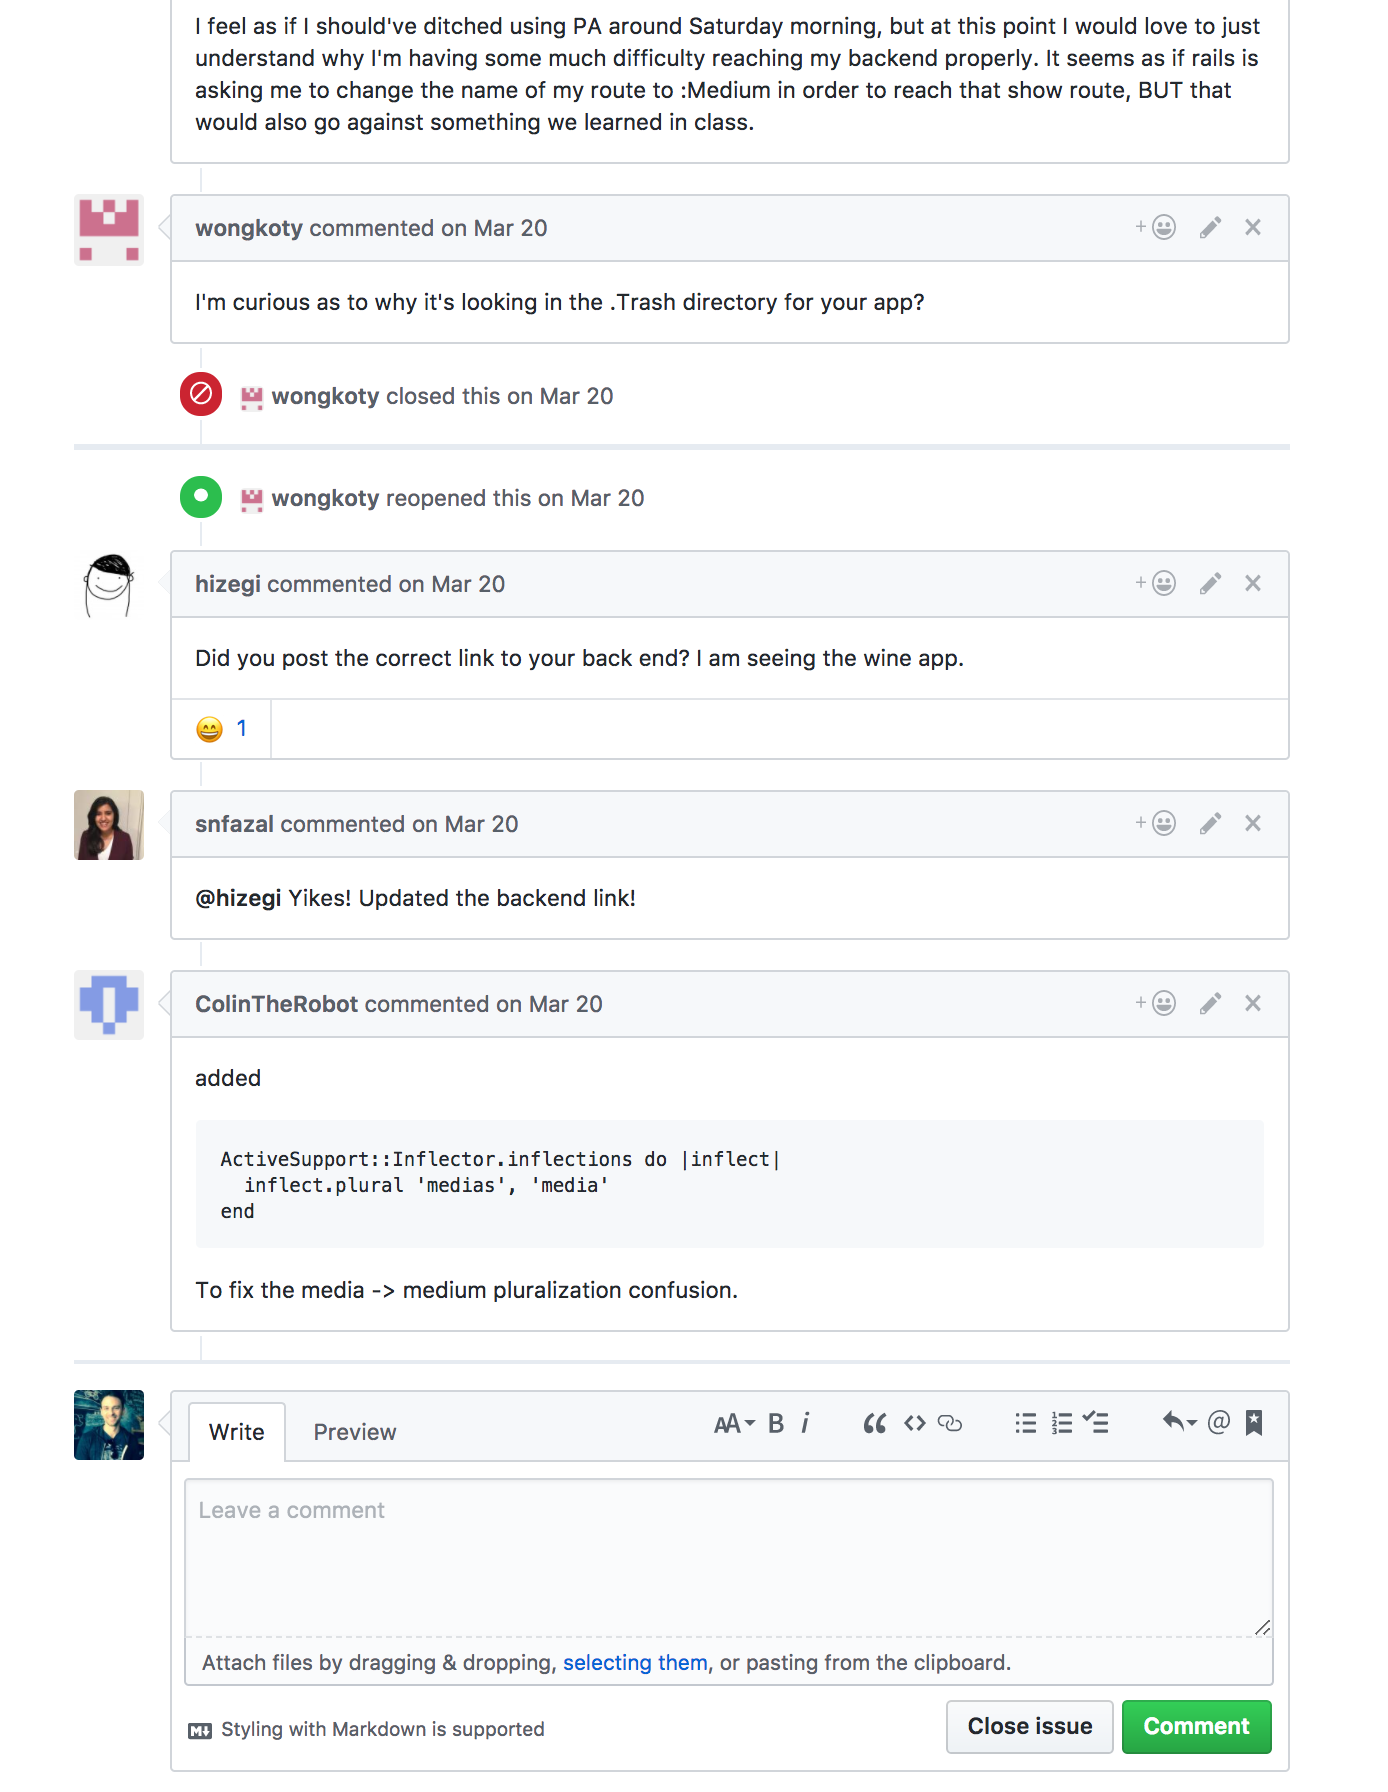 I feel as if I should've ditched using PA around Saturday morning, but at this point I would love to just
understand why I'm having some much difficulty reaching my backend properly. It seems as if rails is
asking me to change the name of my route to :Medium in order to reach that show route, BUT that
would also go against something we learned in class.
wongkoty commented on Mar 20
I'm curious as to why it's looking in the .Trash directory for your app?
wongkoty closed this on Mar 20
wongkoty reopened this on Mar 20
hizegi commented on Mar 20
Did you post the correct link to your back end? I am seeing the wine app.
😄 1
snfazal commented on Mar 20
@hizegi Yikes! Updated the backend link!
ColinTheRobot commented on Mar 20
added
ActiveSupport::Inflector.inflections do |inflect|
  inflect.plural 'medias', 'media'
end
To fix the media -> medium pluralization confusion.
Write Preview AA B i
Leave a comment
Attach files by dragging & dropping, selecting them, or pasting from the clipboard.
M↓ Styling with Markdown is supported
Close issue Comment